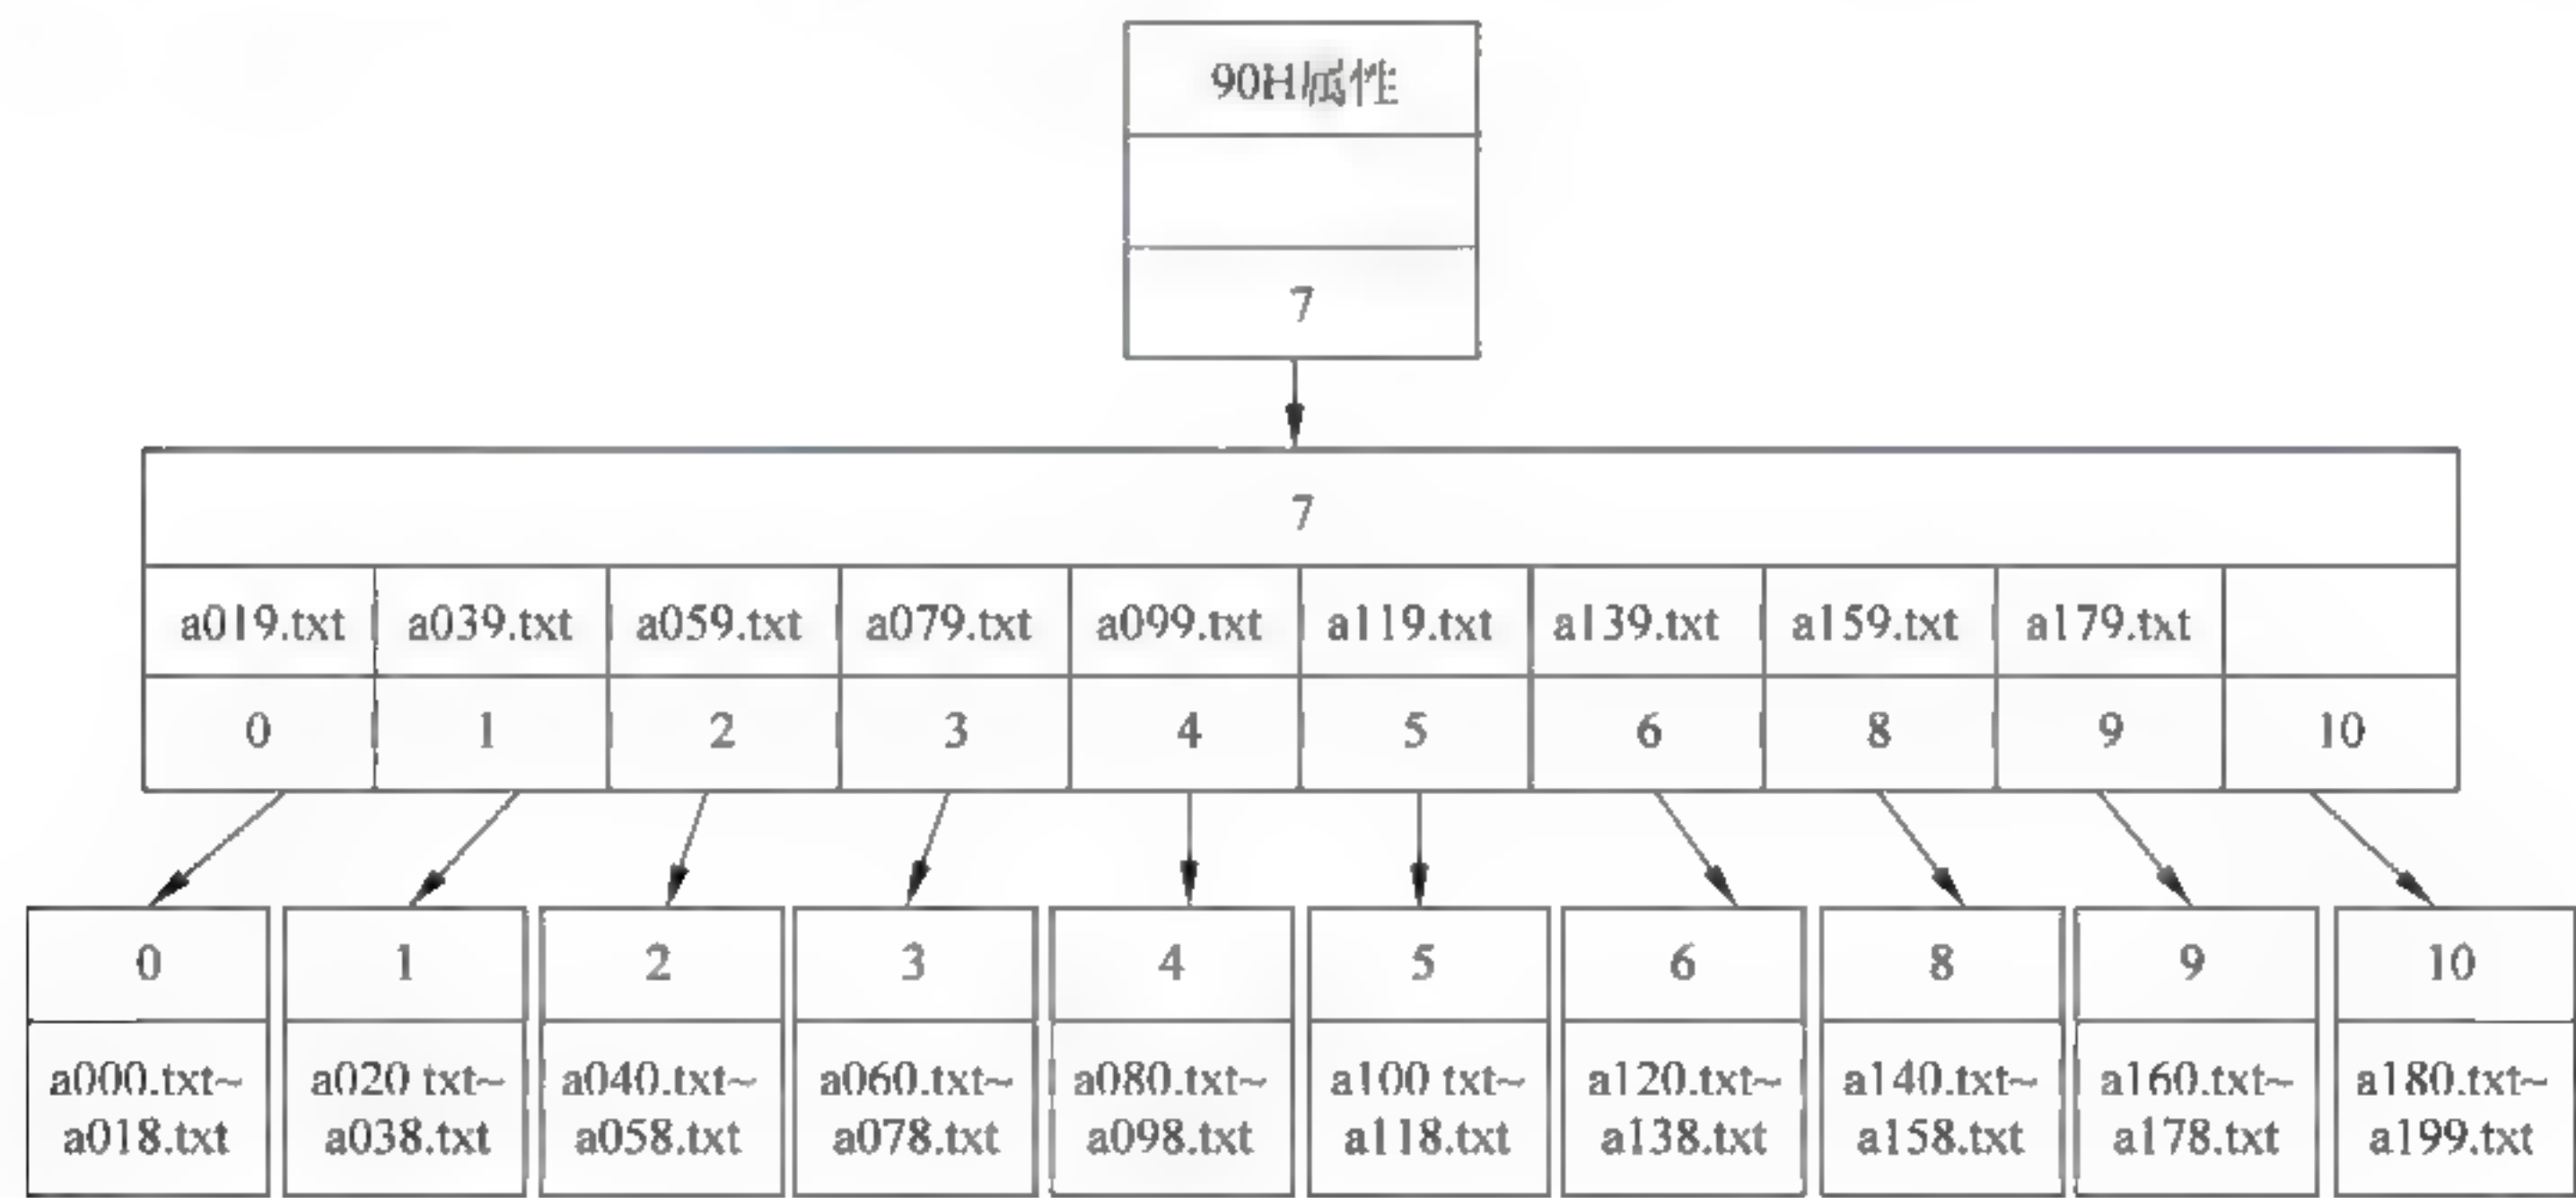 90H属性
7
7
a019.txt a039.txt a059.txt a079.txt a099.txt a119.txt a139.txt a159.txt a179.txt
0 1 2 3 4 5 6 8 9 10
0 1 2 3 4 5 6 8 9 10
a000.txt~ a020 txt~ a040.txt~ a060.txt~ a080.txt~ a100 txt~ a120.txt~ a140.txt~ a160.txt~ a180.txt~
a018.txt a038.txt a058.txt a078.txt a098.txt a118.txt a138.txt a158.txt a178.txt a199.txt